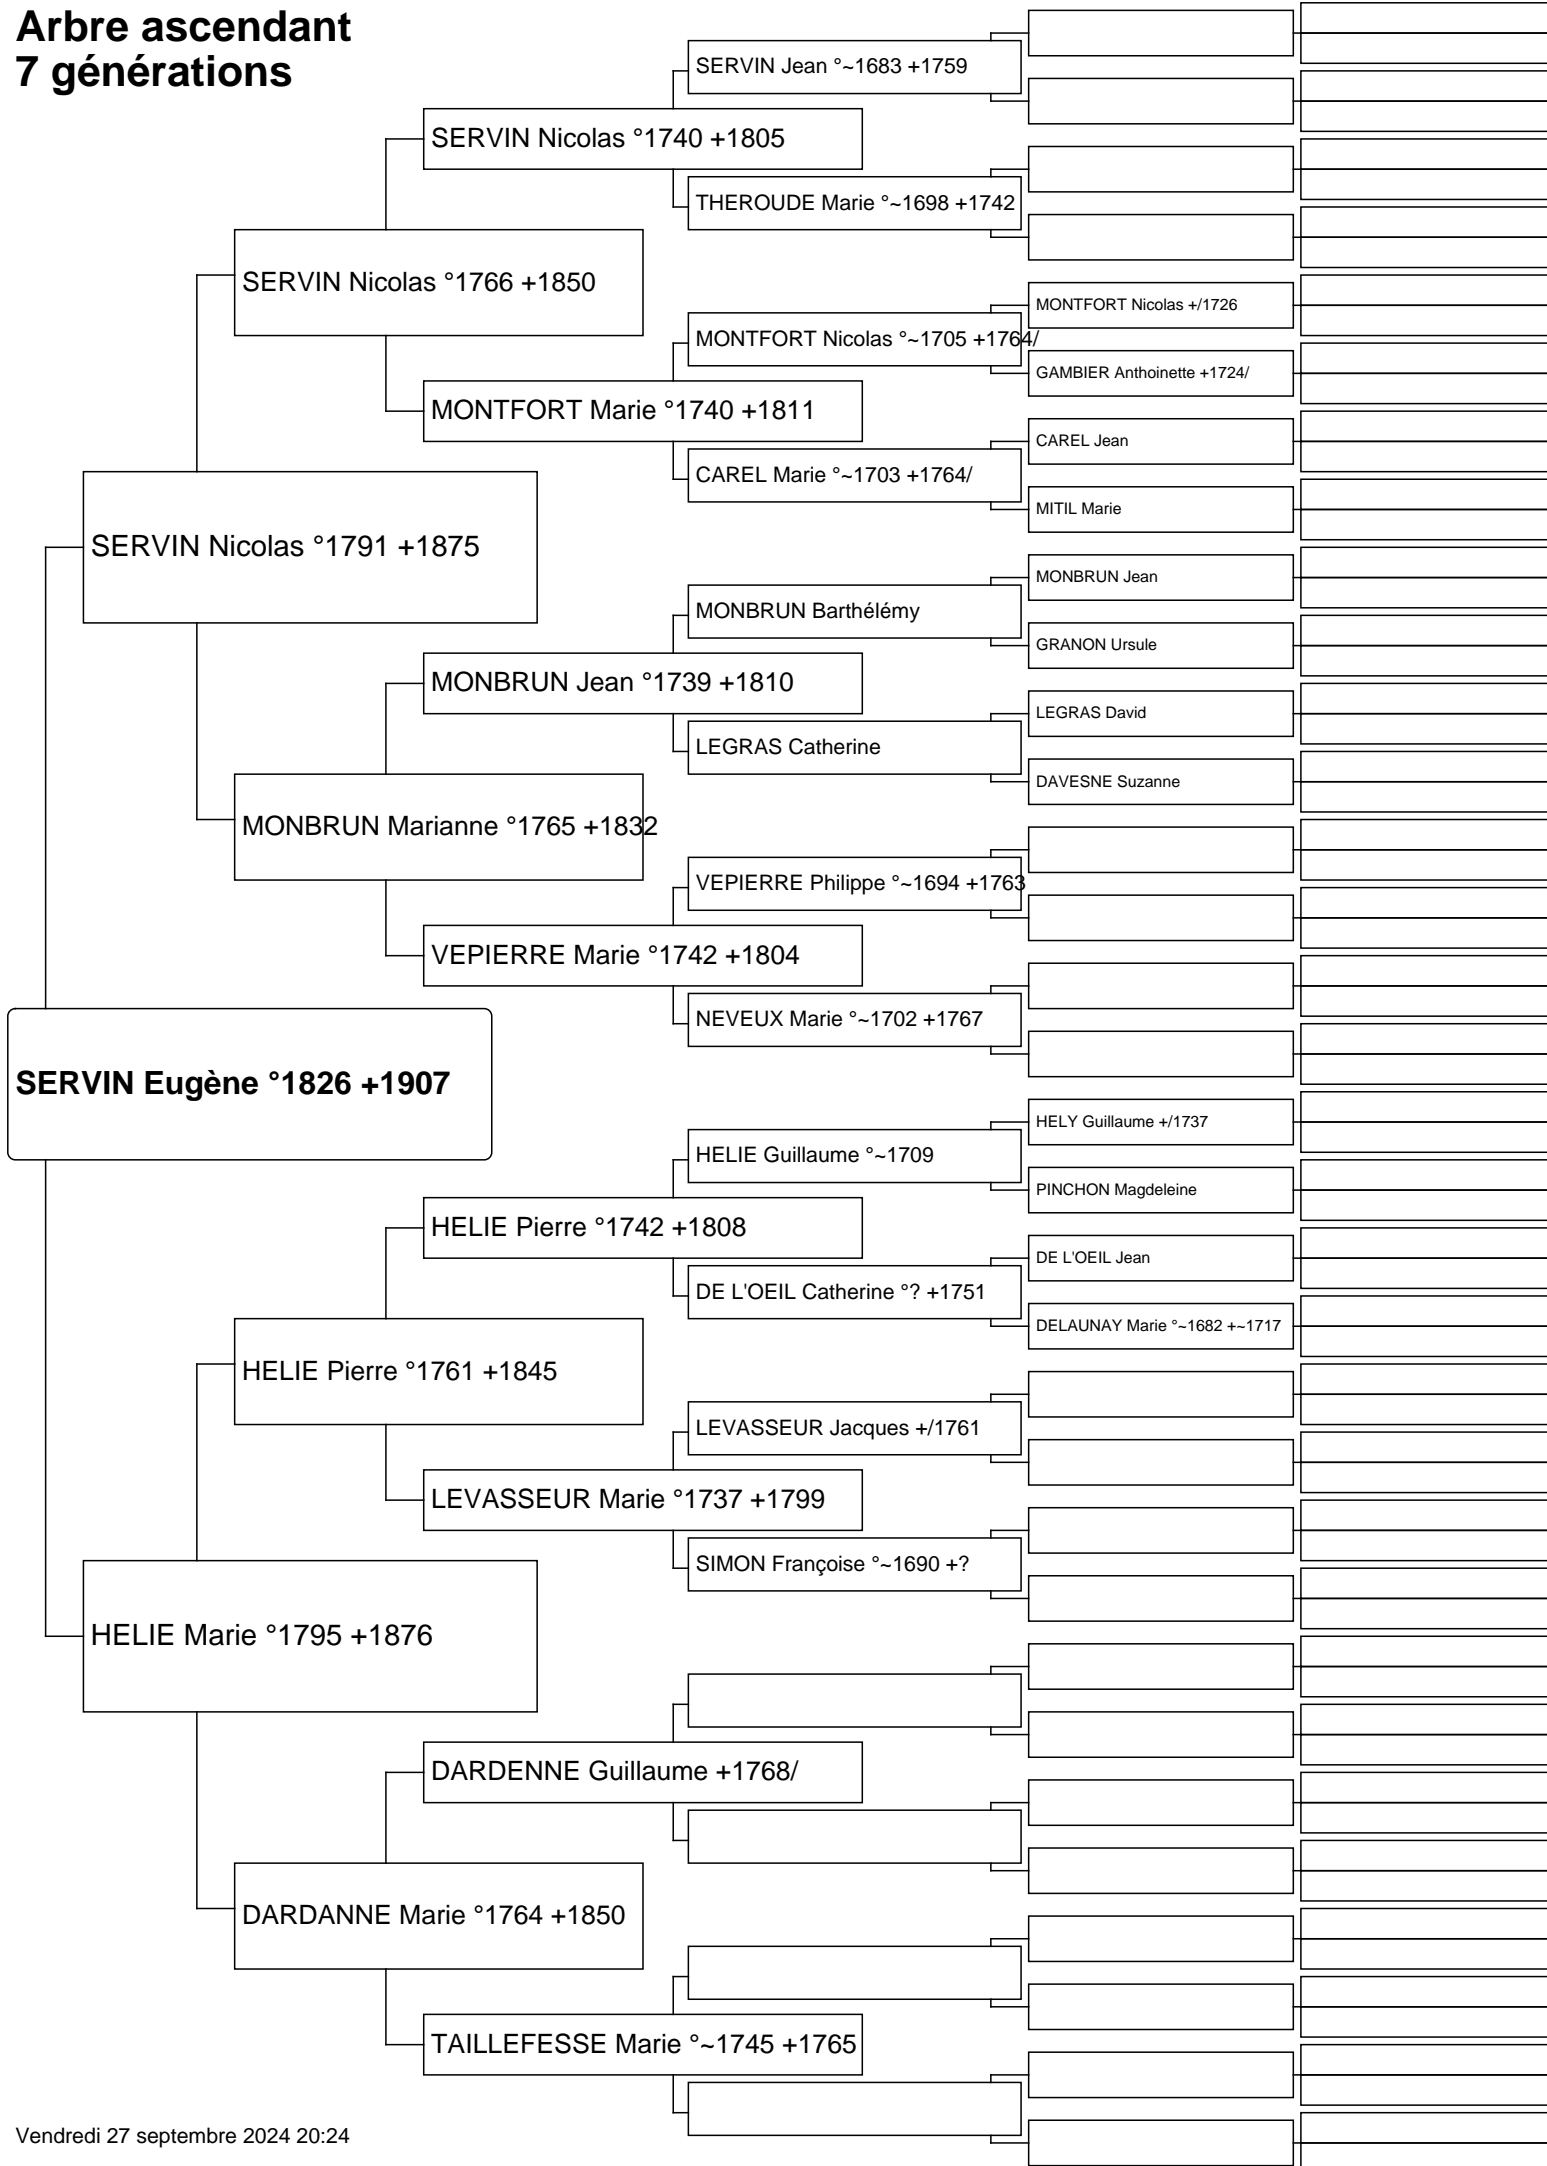 Arbre ascendant
7 générations
SERVIN Jean °~1683 +1759
SERVIN Nicolas °1740 +1805
THEROUDE Marie °~1698 +1742
SERVIN Nicolas °1766 +1850
MONTFORT Nicolas +/1726
MONTFORT Nicolas °~1705 +1764/
GAMBIER Anthoinette +1724/
MONTFORT Marie °1740 +1811
CAREL Jean
CAREL Marie °~1703 +1764/
MITIL Marie
SERVIN Nicolas °1791 +1875
MONBRUN Jean
MONBRUN Barthélémy
GRANON Ursule
MONBRUN Jean °1739 +1810
LEGRAS David
LEGRAS Catherine
DAVESNE Suzanne
MONBRUN Marianne °1765 +1832
VEPIERRE Philippe °~1694 +1763
VEPIERRE Marie °1742 +1804
NEVEUX Marie °~1702 +1767
SERVIN Eugène °1826 +1907
HELY Guillaume +/1737
HELIE Guillaume °~1709
PINCHON Magdeleine
HELIE Pierre °1742 +1808
DE L'OEIL Jean
DE L'OEIL Catherine °? +1751
DELAUNAY Marie °~1682 +~1717
HELIE Pierre °1761 +1845
LEVASSEUR Jacques +/1761
LEVASSEUR Marie °1737 +1799
SIMON Françoise °~1690 +?
HELIE Marie °1795 +1876
DARDENNE Guillaume +1768/
DARDANNE Marie °1764 +1850
TAILLEFESSE Marie °~1745 +1765
Vendredi 27 septembre 2024 20:24